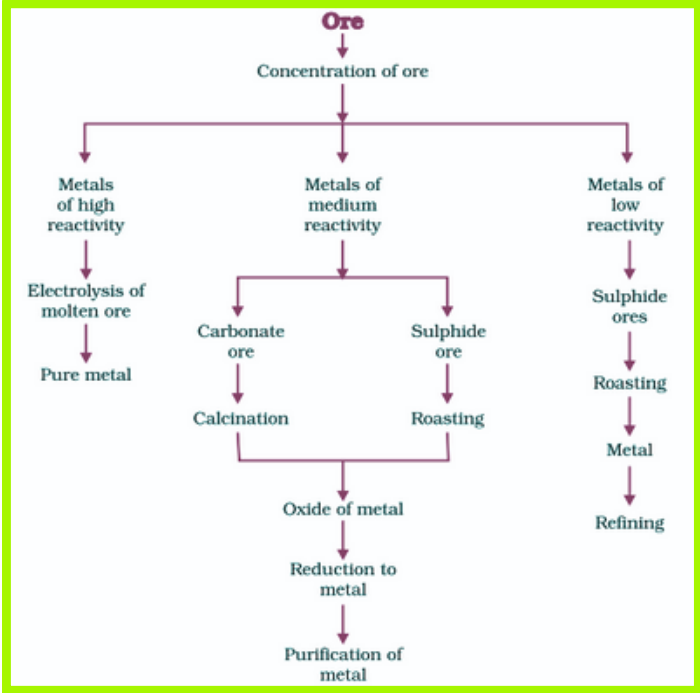 Ore
Concentration of ore
Metals
of high
reactivity
Electrolysis of
molten ore
Pure metal
Metals of
medium
reactivity
Carbonate
ore
Calcination
Sulphide
ore
Roasting
Oxide of metal
Reduction to
metal
Purification of
metal
Metals of
low
reactivity
Sulphide
ores
Roasting
Metal
Refining